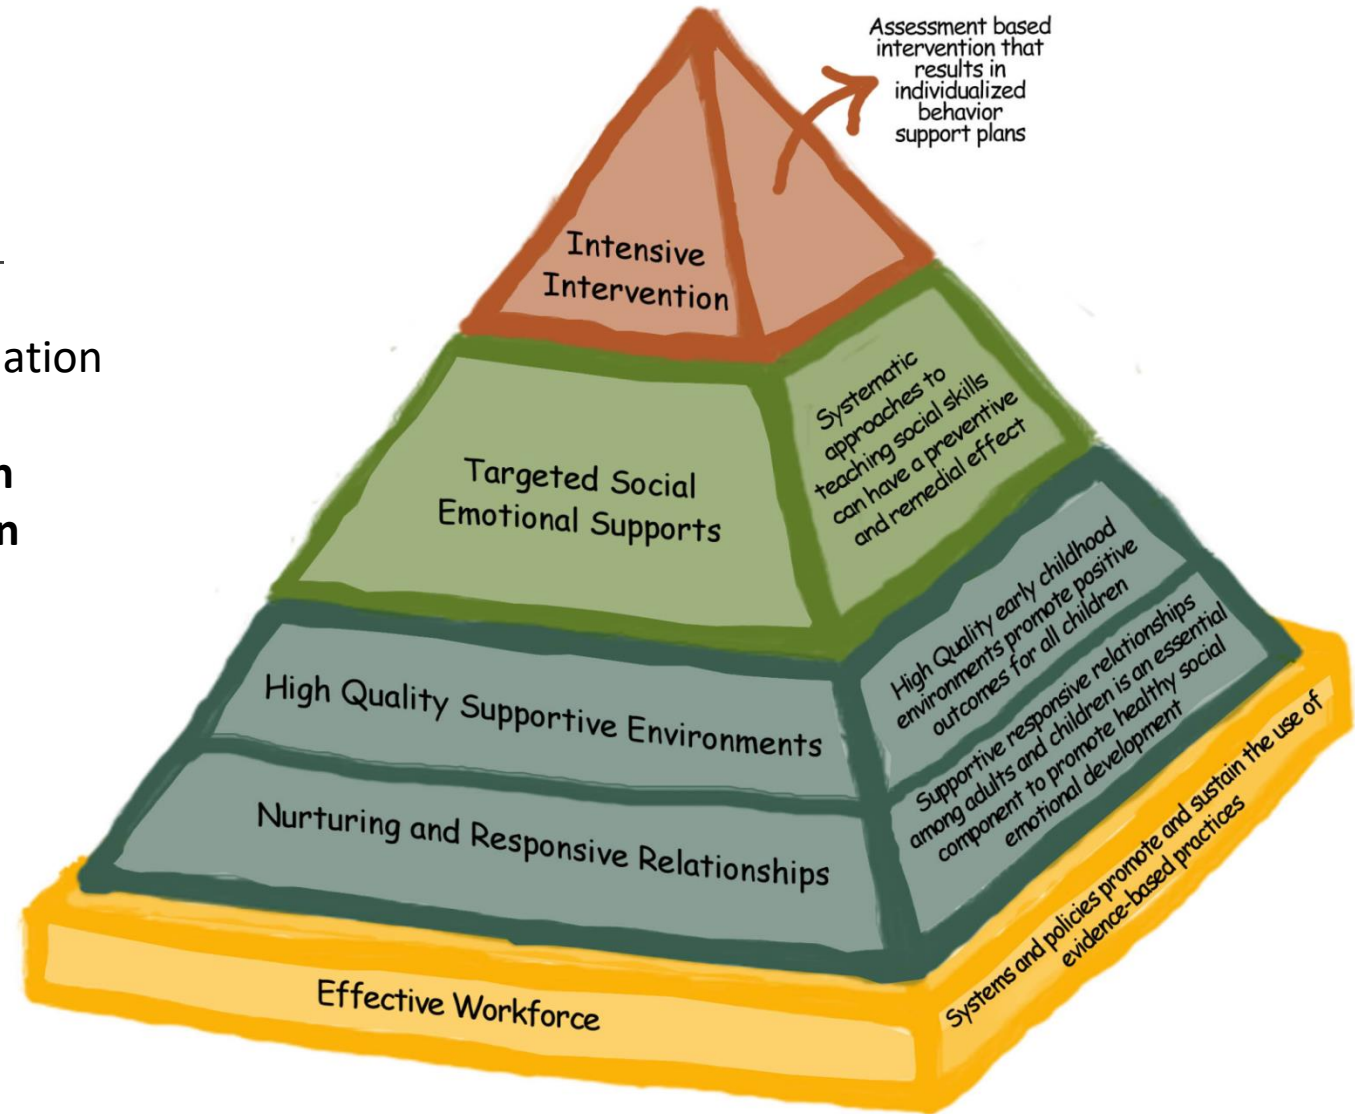 Assessment based
intervention that
results in
individualized
behavior
support plans
Intensive
Intervention
ation
n
n
Systematic
approaches to
teaching social skills
can have a preventive
and remedial effect
Targeted Social
Emotional Supports
High Quality early childhood
environments promote positive
outcomes for all children
High Quality Supportive Environments
Supportive responsive relationships
among adults and children is an essential
component to promote healthy social
emotional development
Nurturing and Responsive Relationships
Systems and policies promote and sustain the use of
evidence-based practices
Effective Workforce